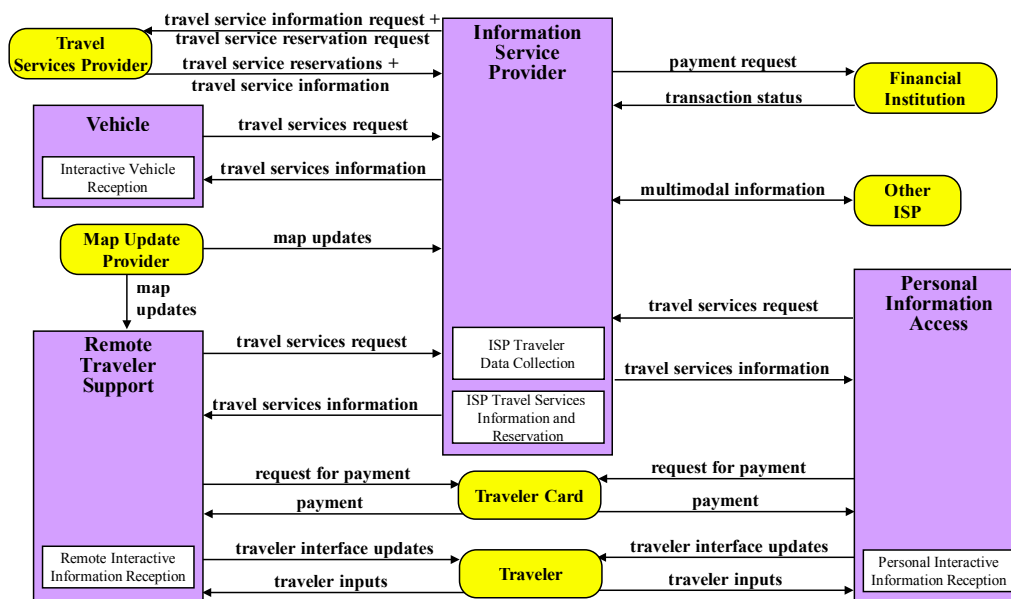 travel service information request +
travel service reservation request
Travel
Services Provider
travel service reservations +
travel service information
Information
Service
Provider
payment request
Financial
Institution
transaction status
Vehicle
travel services request
Interactive Vehicle
Reception
travel services information
multimodal information
Other
ISP
Map Update
Provider
map updates
map
updates
Personal
Information
Access
travel services request
Remote
Traveler
Support
travel services request
ISP Traveler
Data Collection
travel services information
travel services information
ISP Travel Services
Information and
Reservation
request for payment
request for payment
Traveler Card
payment
payment
traveler interface updates
traveler interface updates
Remote Interactive
Information Reception
Traveler
Personal Interactive
Information Reception
traveler inputs
traveler inputs